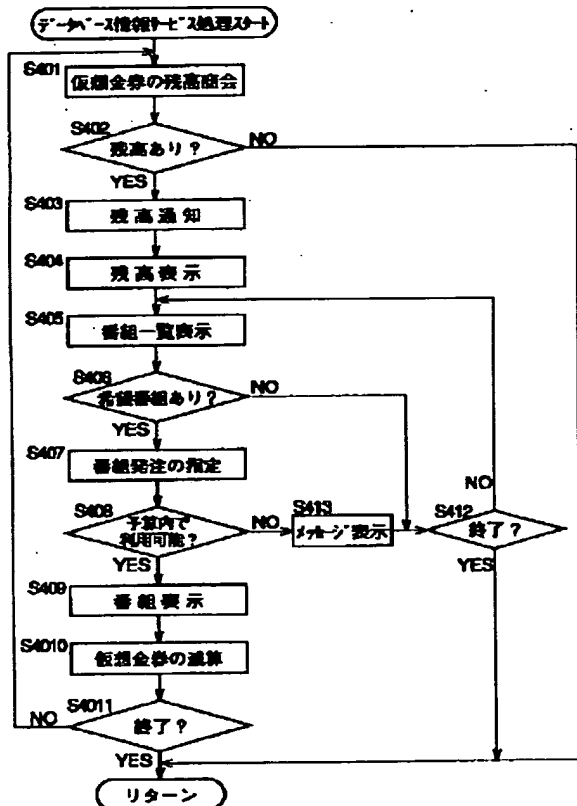 データベース情報サービス処理スタート
S401
仮想金券の残高商会
S402
残高あり?
NO
YES
S403
残高通知
S404
残高表示
S405
番組一覧表示
S406
希望番組あり?
NO
YES
S407
番組発注の指定
S408
予算内で
利用可能?
NO
YES
S413
メッセージ表示
NO
S412
終了?
YES
S409
番組表示
S4010
仮想金券の減算
S4011
終了?
NO
YES
リターン